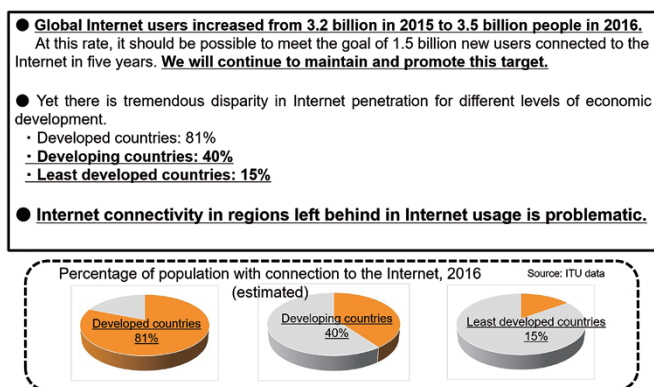 ● Global Internet users increased from 3.2 billion in 2015 to 3.5 billion people in 2016.
At this rate, it should be possible to meet the goal of 1.5 billion new users connected to the
Internet in five years. We will continue to maintain and promote this target.
● Yet there is tremendous disparity in Internet penetration for different levels of economic
development.
・Developed countries: 81%
・Developing countries: 40%
・Least developed countries: 15%
● Internet connectivity in regions left behind in Internet usage is problematic.
Percentage of population with connection to the Internet, 2016
(estimated)
Source: ITU data
Developed countries
81%
Developing countries
40%
Least developed countries
15%